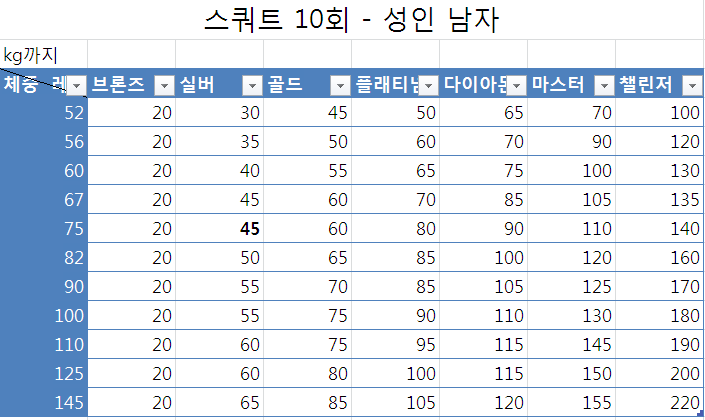 스쿼트 10회 - 성인 남자
kg까지
체중 브론즈 실버 골드 플래티넘 다이아몬 마스터 챌린저
52 20 30 45 50 65 70 100
56 20 35 50 60 70 90 120
60 20 40 55 65 75 100 130
67 20 45 60 70 85 105 135
75 20 45 60 80 90 110 140
82 20 50 65 85 100 120 160
90 20 55 70 85 105 125 170
100 20 55 75 90 110 130 180
110 20 60 75 95 115 145 190
125 20 60 80 100 115 150 200
145 20 65 85 105 120 155 220